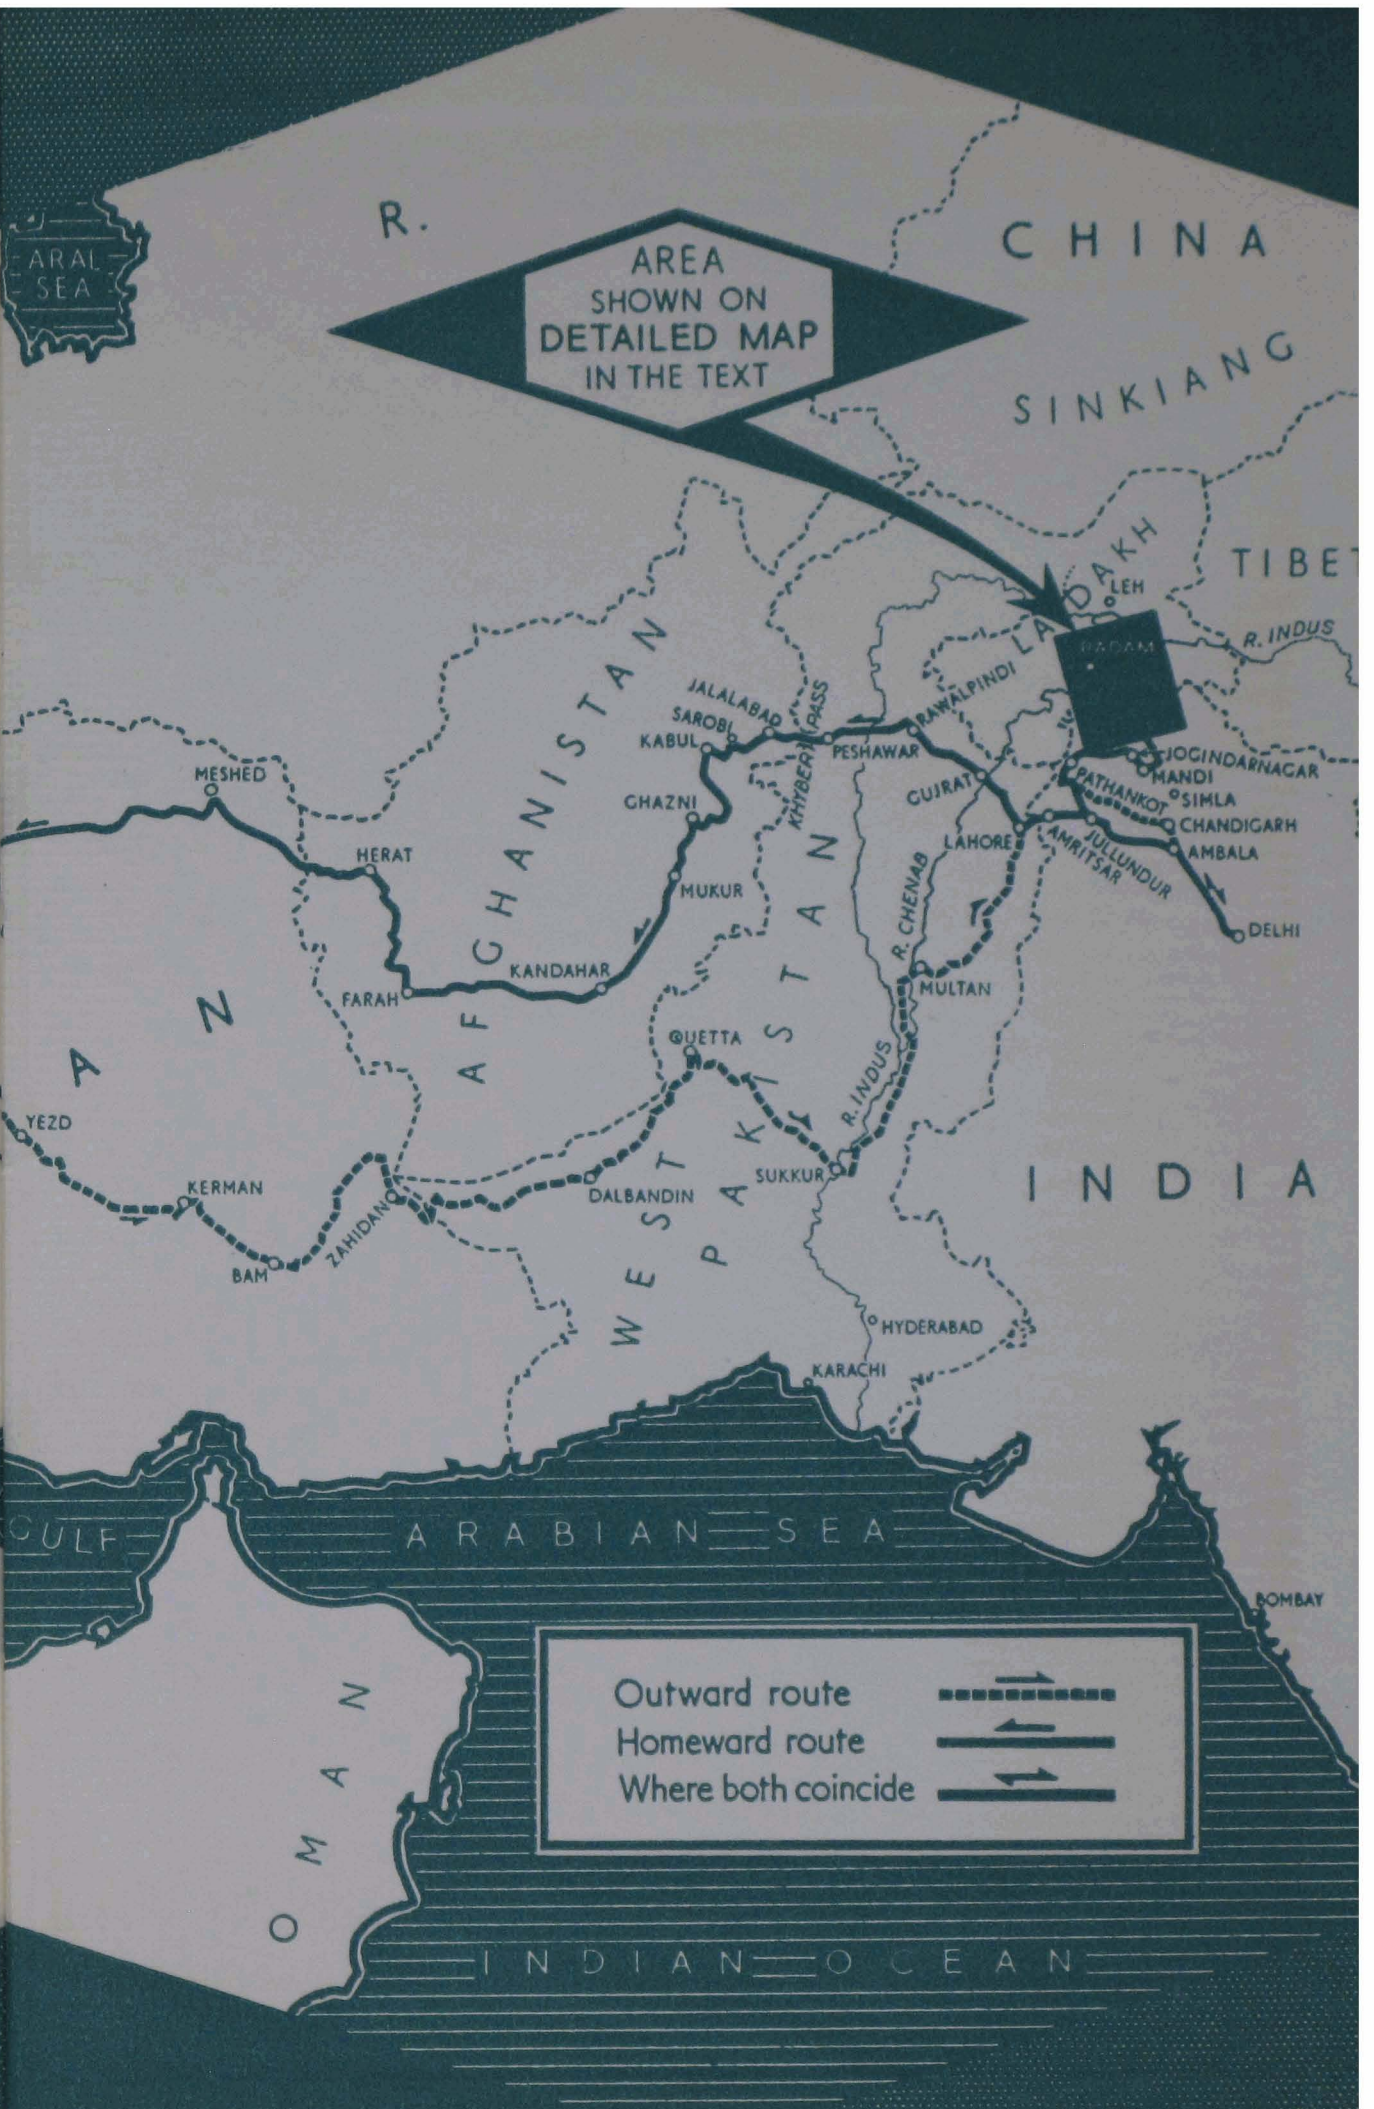 R.
CHINA
ARAL
SEA
AREA
SHOWN ON
DETAILED MAP
IN THE TEXT
SINKIANG
TIBET
LADAKH
LEH
R. INDUS
PADAM
AFGHANISTAN
JALALABAD
SAROBI
KABUL
KHYBER PASS
PESHAWAR
RAWALPINDI
JOGINDARNAGAR
MANDI
SIMLA
PATHANKOT
CHANDIGARH
MESHED
GHAZNI
GUJRAT
LAHORE
AMRITSAR
JULLUNDUR
AMBALA
HERAT
MUKUR
R. CHENAB
DELHI
KANDAHAR
FARAH
MULTAN
AN
QUETTA
R. INDUS
YEZD
WEST
PAKISTAN
SUKKUR
INDIA
KERMAN
DALBANDIN
ZAHIDAN
BAM
HYDERABAD
KARACHI
GULF
ARABIAN SEA
BOMBAY
OMAN
Outward route
Homeward route
Where both coincide
INDIAN OCEAN